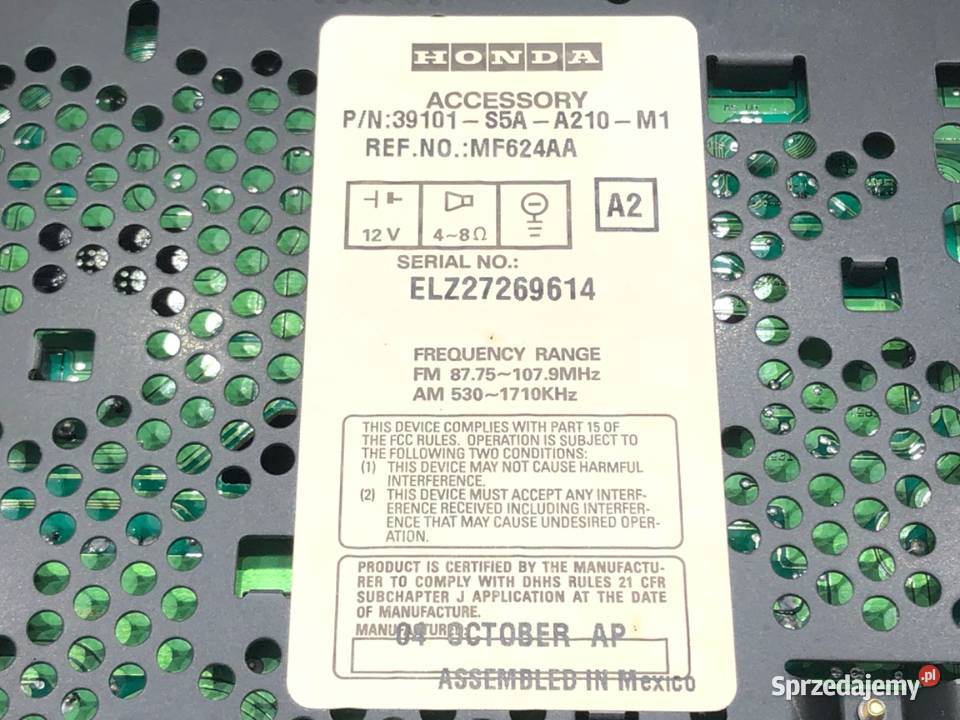 HONDA
ACCESSORY
P/N:39101-S5A-A210-M1
REF.NO.:MF624AA
12 V 4~8Ω A2
SERIAL NO.:
ELZ27269614
FREQUENCY RANGE
FM 87.75~107.9MHz
AM 530~1710KHz
THIS DEVICE COMPLIES WITH PART 15 OF
THE FCC RULES. OPERATION IS SUBJECT TO
THE FOLLOWING TWO CONDITIONS:
(1) THIS DEVICE MAY NOT CAUSE HARMFUL
INTERFERENCE.
(2) THIS DEVICE MUST ACCEPT ANY INTERF-
ERENCE RECEIVED INCLUDING INTERFER-
ENCE THAT MAY CAUSE UNDESIRED OPER-
ATION.
PRODUCT IS CERTIFIED BY THE MANUFACTU-
RER TO COMPLY WITH DHHS RULES 21 CFR
SUBCHAPTER J APPLICATION AT THE DATE
OF MANUFACTURE.
MANUFACTURED:
04 OCTOBER AP
ASSEMBLED IN Mexico
Sprzedajemy.pl